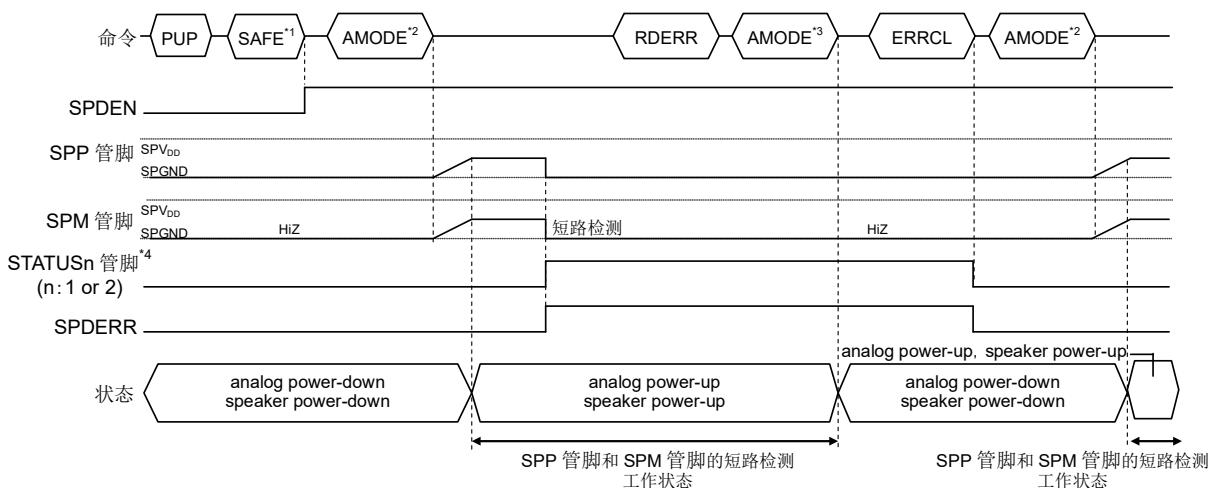 命令 PUP SAFE*1 AMODE*2 RDERR AMODE*3 ERRCL AMODE*2
SPDEN
SPP 管脚 SPVDD
SPGND
SPM 管脚 SPVDD
SPGND HiZ 短路检测 HiZ
STATUSn 管脚*4
(n:1 or 2)
SPDERR
analog power-up, speaker power-up
状态 analog power-down analog power-up analog power-down
speaker power-down speaker power-up speaker power-down
SPP 管脚和 SPM 管脚的短路检测 SPP 管脚和 SPM 管脚的短路检测
工作状态 工作状态